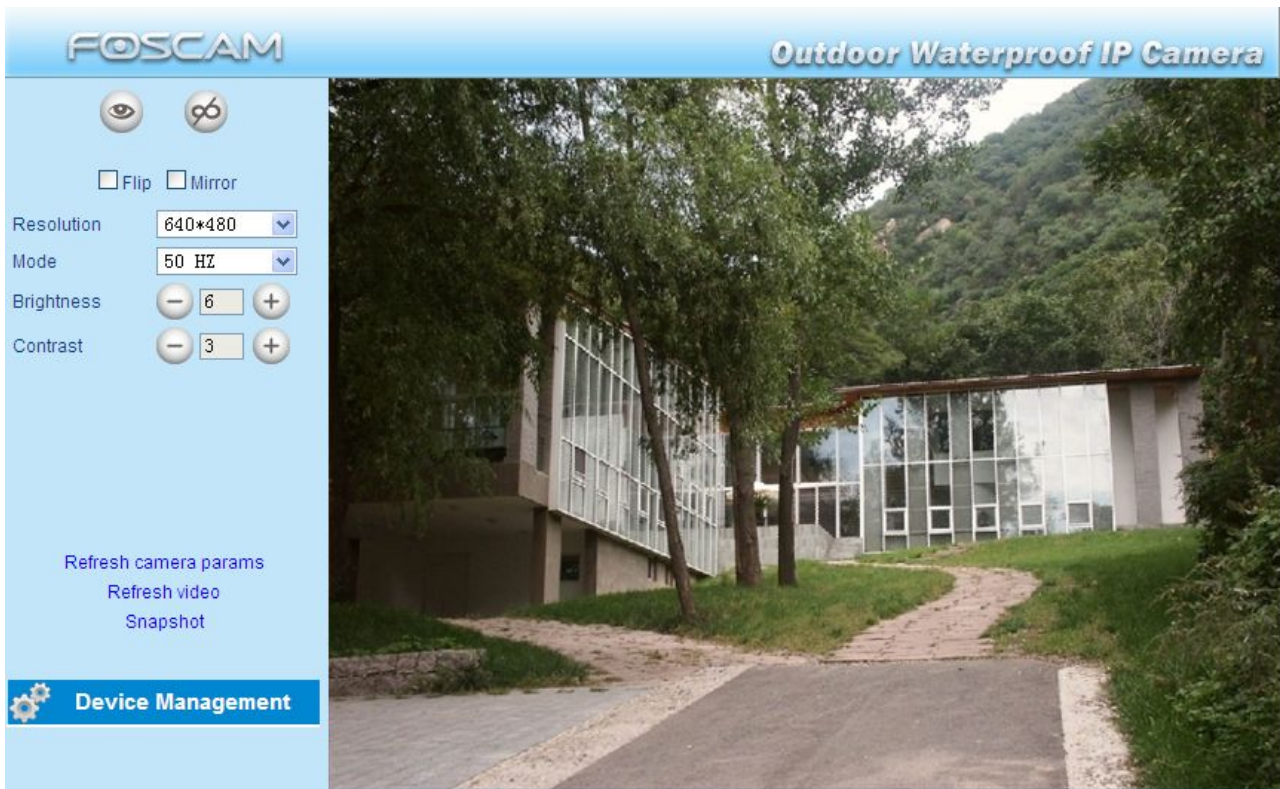 FOSCAM
Outdoor Waterproof IP Camera
Flip Mirror
Resolution 640*480
Mode 50 HZ
Brightness 6
Contrast 3
Refresh camera params
Refresh video
Snapshot
Device Management